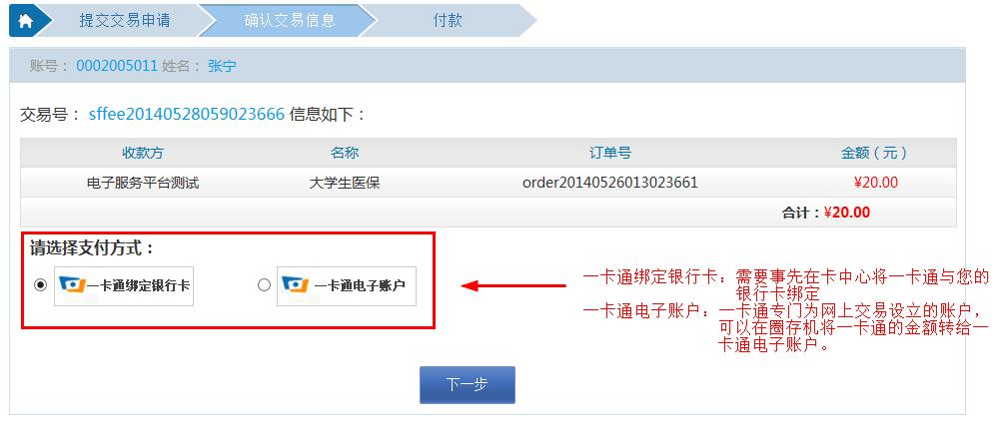 提交交易申请 确认交易信息 付款
账号： 0002005011 姓名： 张宁
交易号： sffee20140528059023666 信息如下：
收款方 名称 订单号 金额（元）
电子服务平台测试 大学生医保 order20140526013023661 ¥20.00
合计：¥20.00
请选择支付方式：
一卡通绑定银行卡 一卡通电子账户
一卡通绑定银行卡：需要事先在卡中心将一卡通与您的
银行卡绑定
一卡通电子账户：一卡通专门为网上交易设立的账户，
可以在圈存机将一卡通的金额转给一
卡通电子账户。
下一步